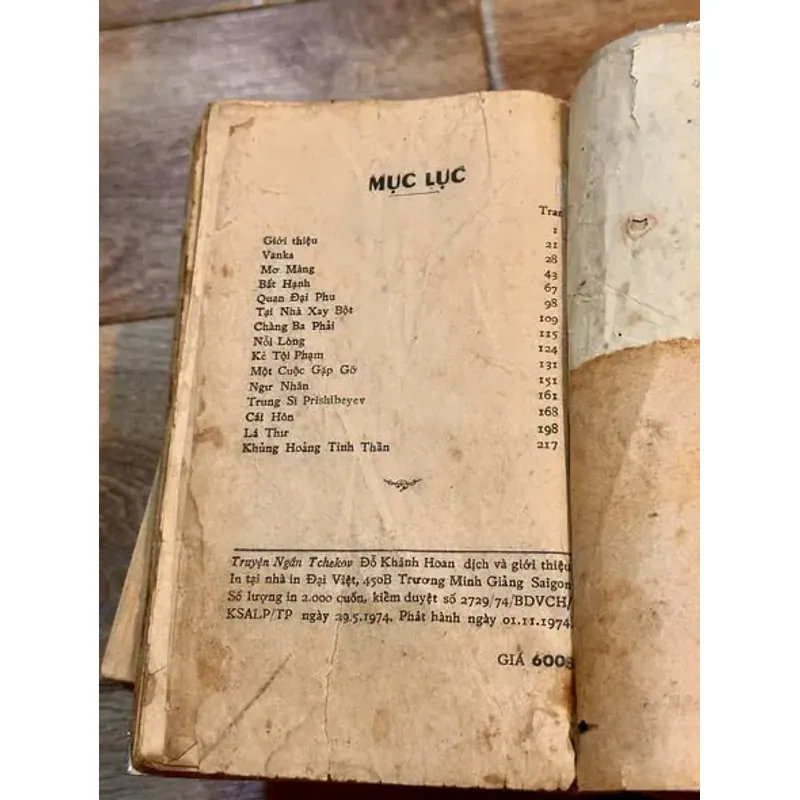 MỤC LỤC
Tran
Giới thiệu 1
Vanka 21
Mơ Màng 28
Bất Hạnh 43
Quan Đại Phu 67
Tại Nhà Xay Bột 98
Chàng Ba Phải 109
Nỗi Lòng 115
Kẻ Tội Phạm 124
Một Cuộc Gặp Gỡ 131
Ngư Nhân 151
Trung Sĩ Prishibeyev 161
Cái Hôn 168
Lá Thư 198
Khủng Hoảng Tinh Thần 217
Truyện Ngắn Tchekov Đỗ Khánh Hoan dịch và giới thiệu
In tại nhà in Đại Việt, 450B Trương Minh Giảng Saigon
Số lượng in 2.000 cuốn, kiểm duyệt số 2729/74/BDVCH/
KSALP/TP ngày 29.5.1974. Phát hành ngày 01.11.1974
GIÁ 600$